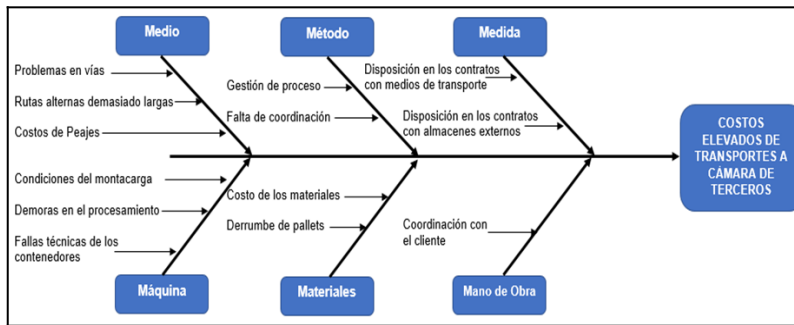 Medio
Método
Medida
Problemas en vías
Rutas alternas demasiado largas
Costos de Peajes
Gestión de proceso
Falta de coordinación
Disposición en los contratos
con medios de transporte
Disposición en los contratos
con almacenes externos
COSTOS
ELEVADOS DE
TRANSPORTES A
CÁMARA DE
TERCEROS
Condiciones del montacarga
Demoras en el procesamiento
Fallas técnicas de los
contenedores
Costo de los materiales
Derrumbe de pallets
Coordinación con
el cliente
Máquina
Materiales
Mano de Obra